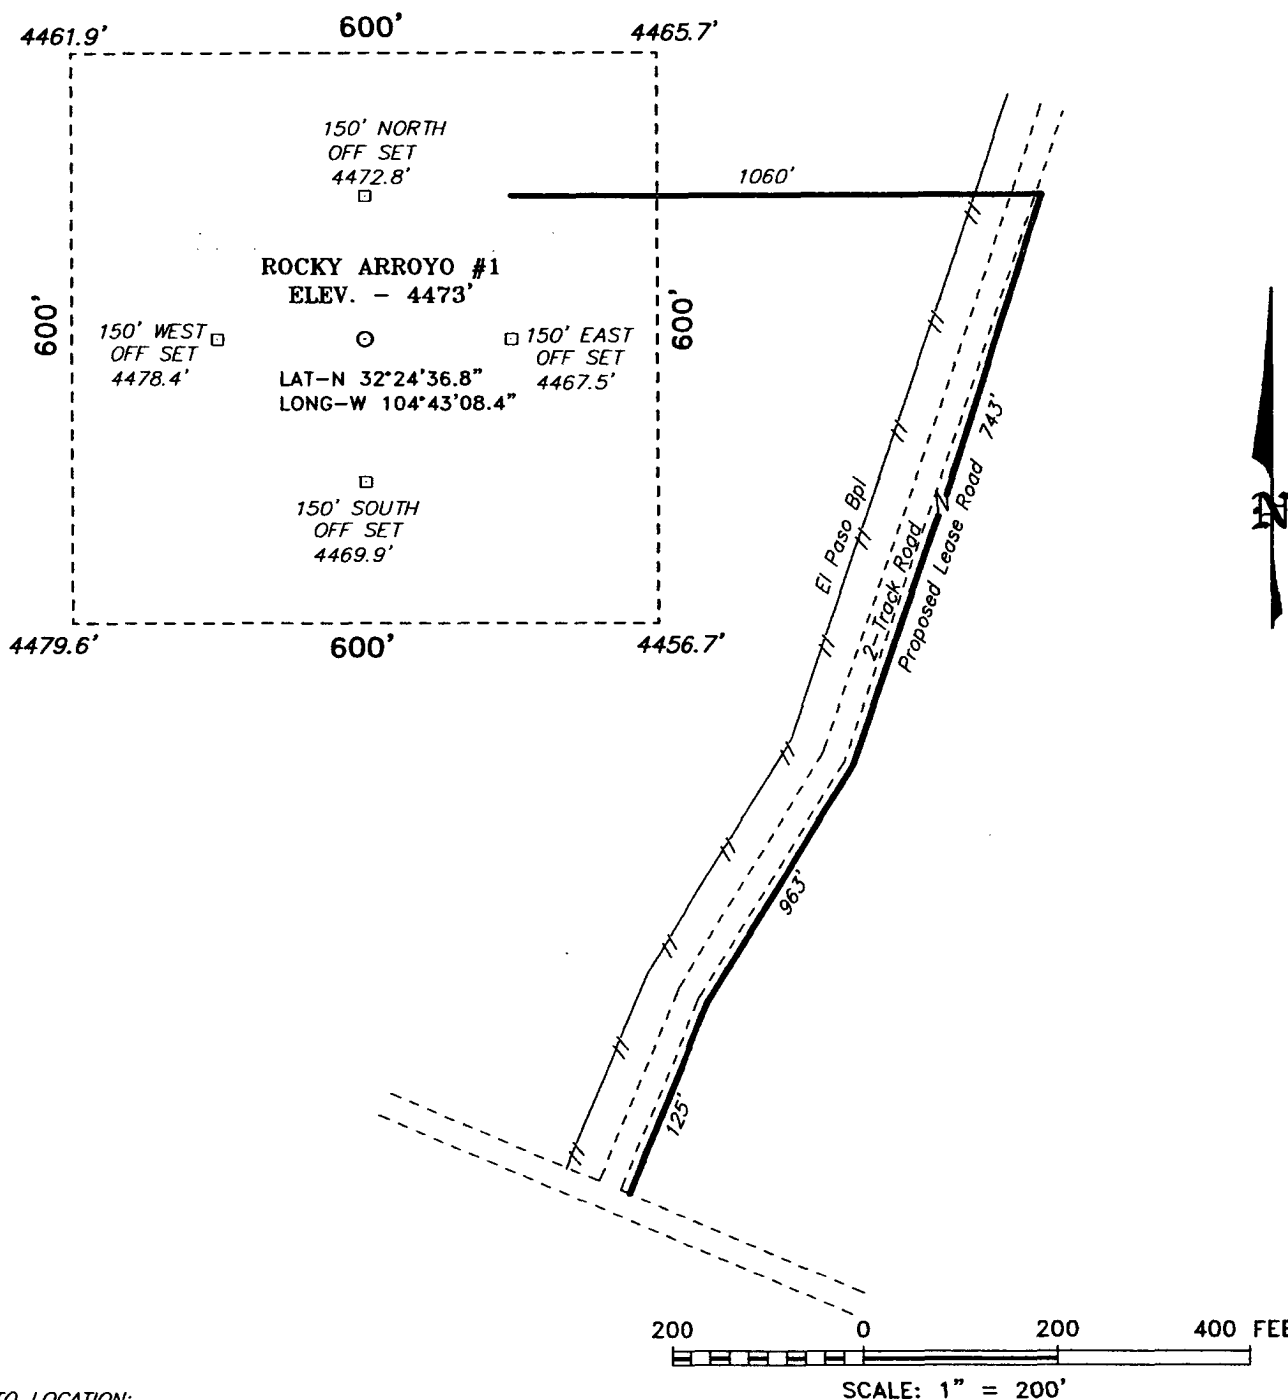 4461.9'
600'
4465.7'
150' NORTH
OFF SET
4472.8'
1060'
ROCKY ARROYO #1
ELEV. - 4473'
600'
150' WEST
OFF SET
4478.4'
150' EAST
OFF SET
4467.5'
600'
LAT-N 32°24'36.8"
LONG-W 104°43'08.4"
150' SOUTH
OFF SET
4469.9'
4479.6'
600'
4456.7'
El Paso Bpl
2-Track Road
Proposed Lease Road
743'
N
963'
125'
200 0 200 400 FEE
SCALE: 1" = 200'
TO LOCATION: